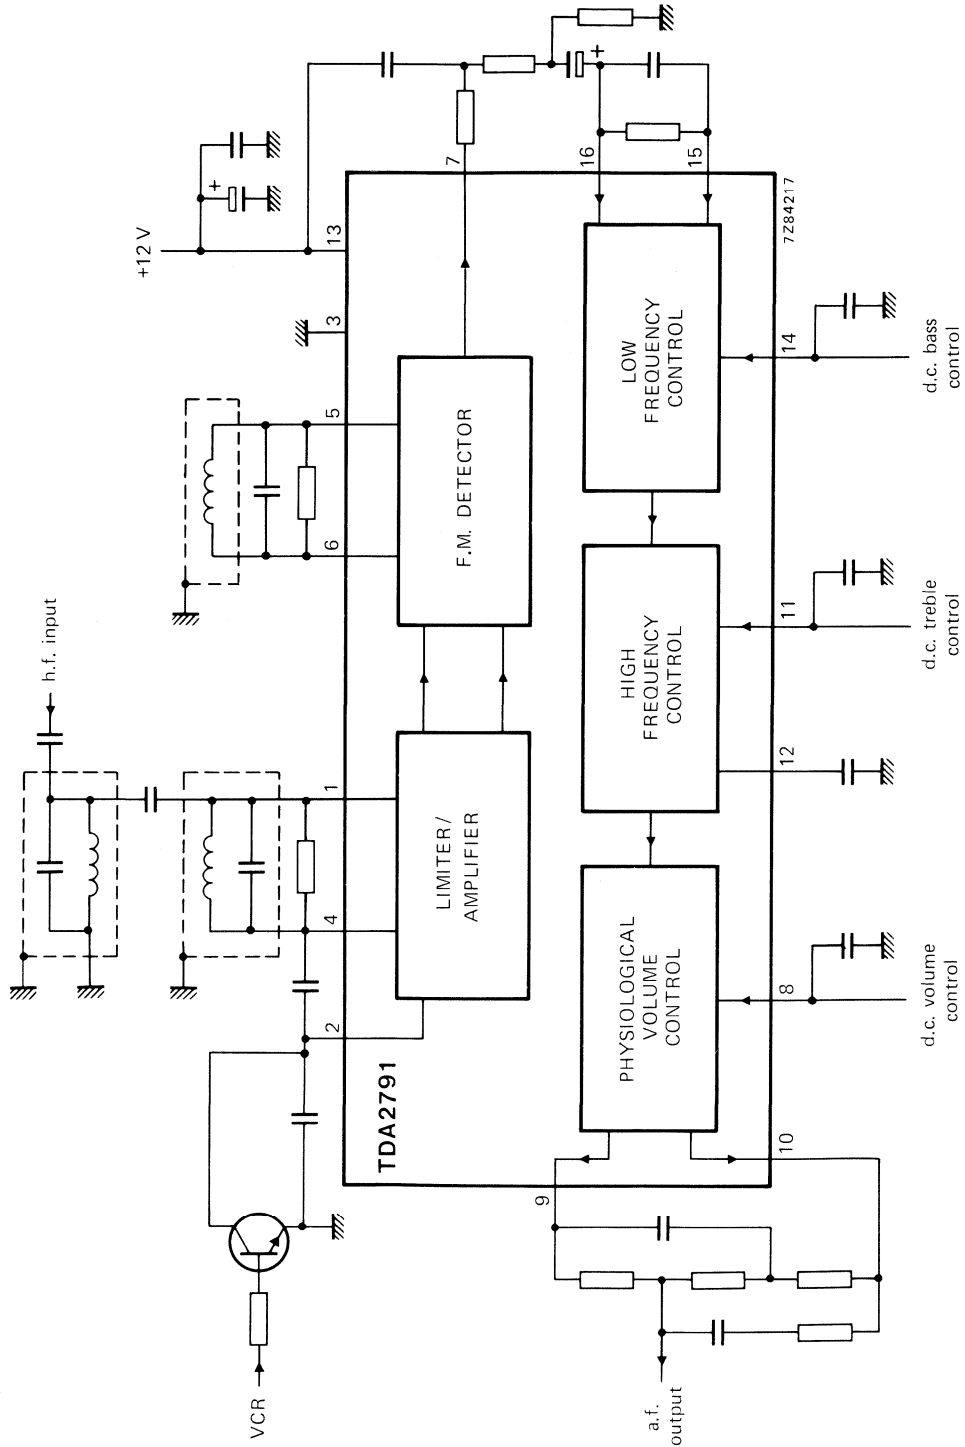 h.f. input
+12 V
VCR
2
4
1
6
5
3
13
TDA2791
LIMITER/
AMPLIFIER
F.M. DETECTOR
7
+
+
9
PHYSIOLOGICAL
VOLUME
CONTROL
HIGH
FREQUENCY
CONTROL
LOW
FREQUENCY
CONTROL
16
15
10
8
12
11
14
7Z84217
a.f.
output
d.c. volume
control
d.c. treble
control
d.c. bass
control